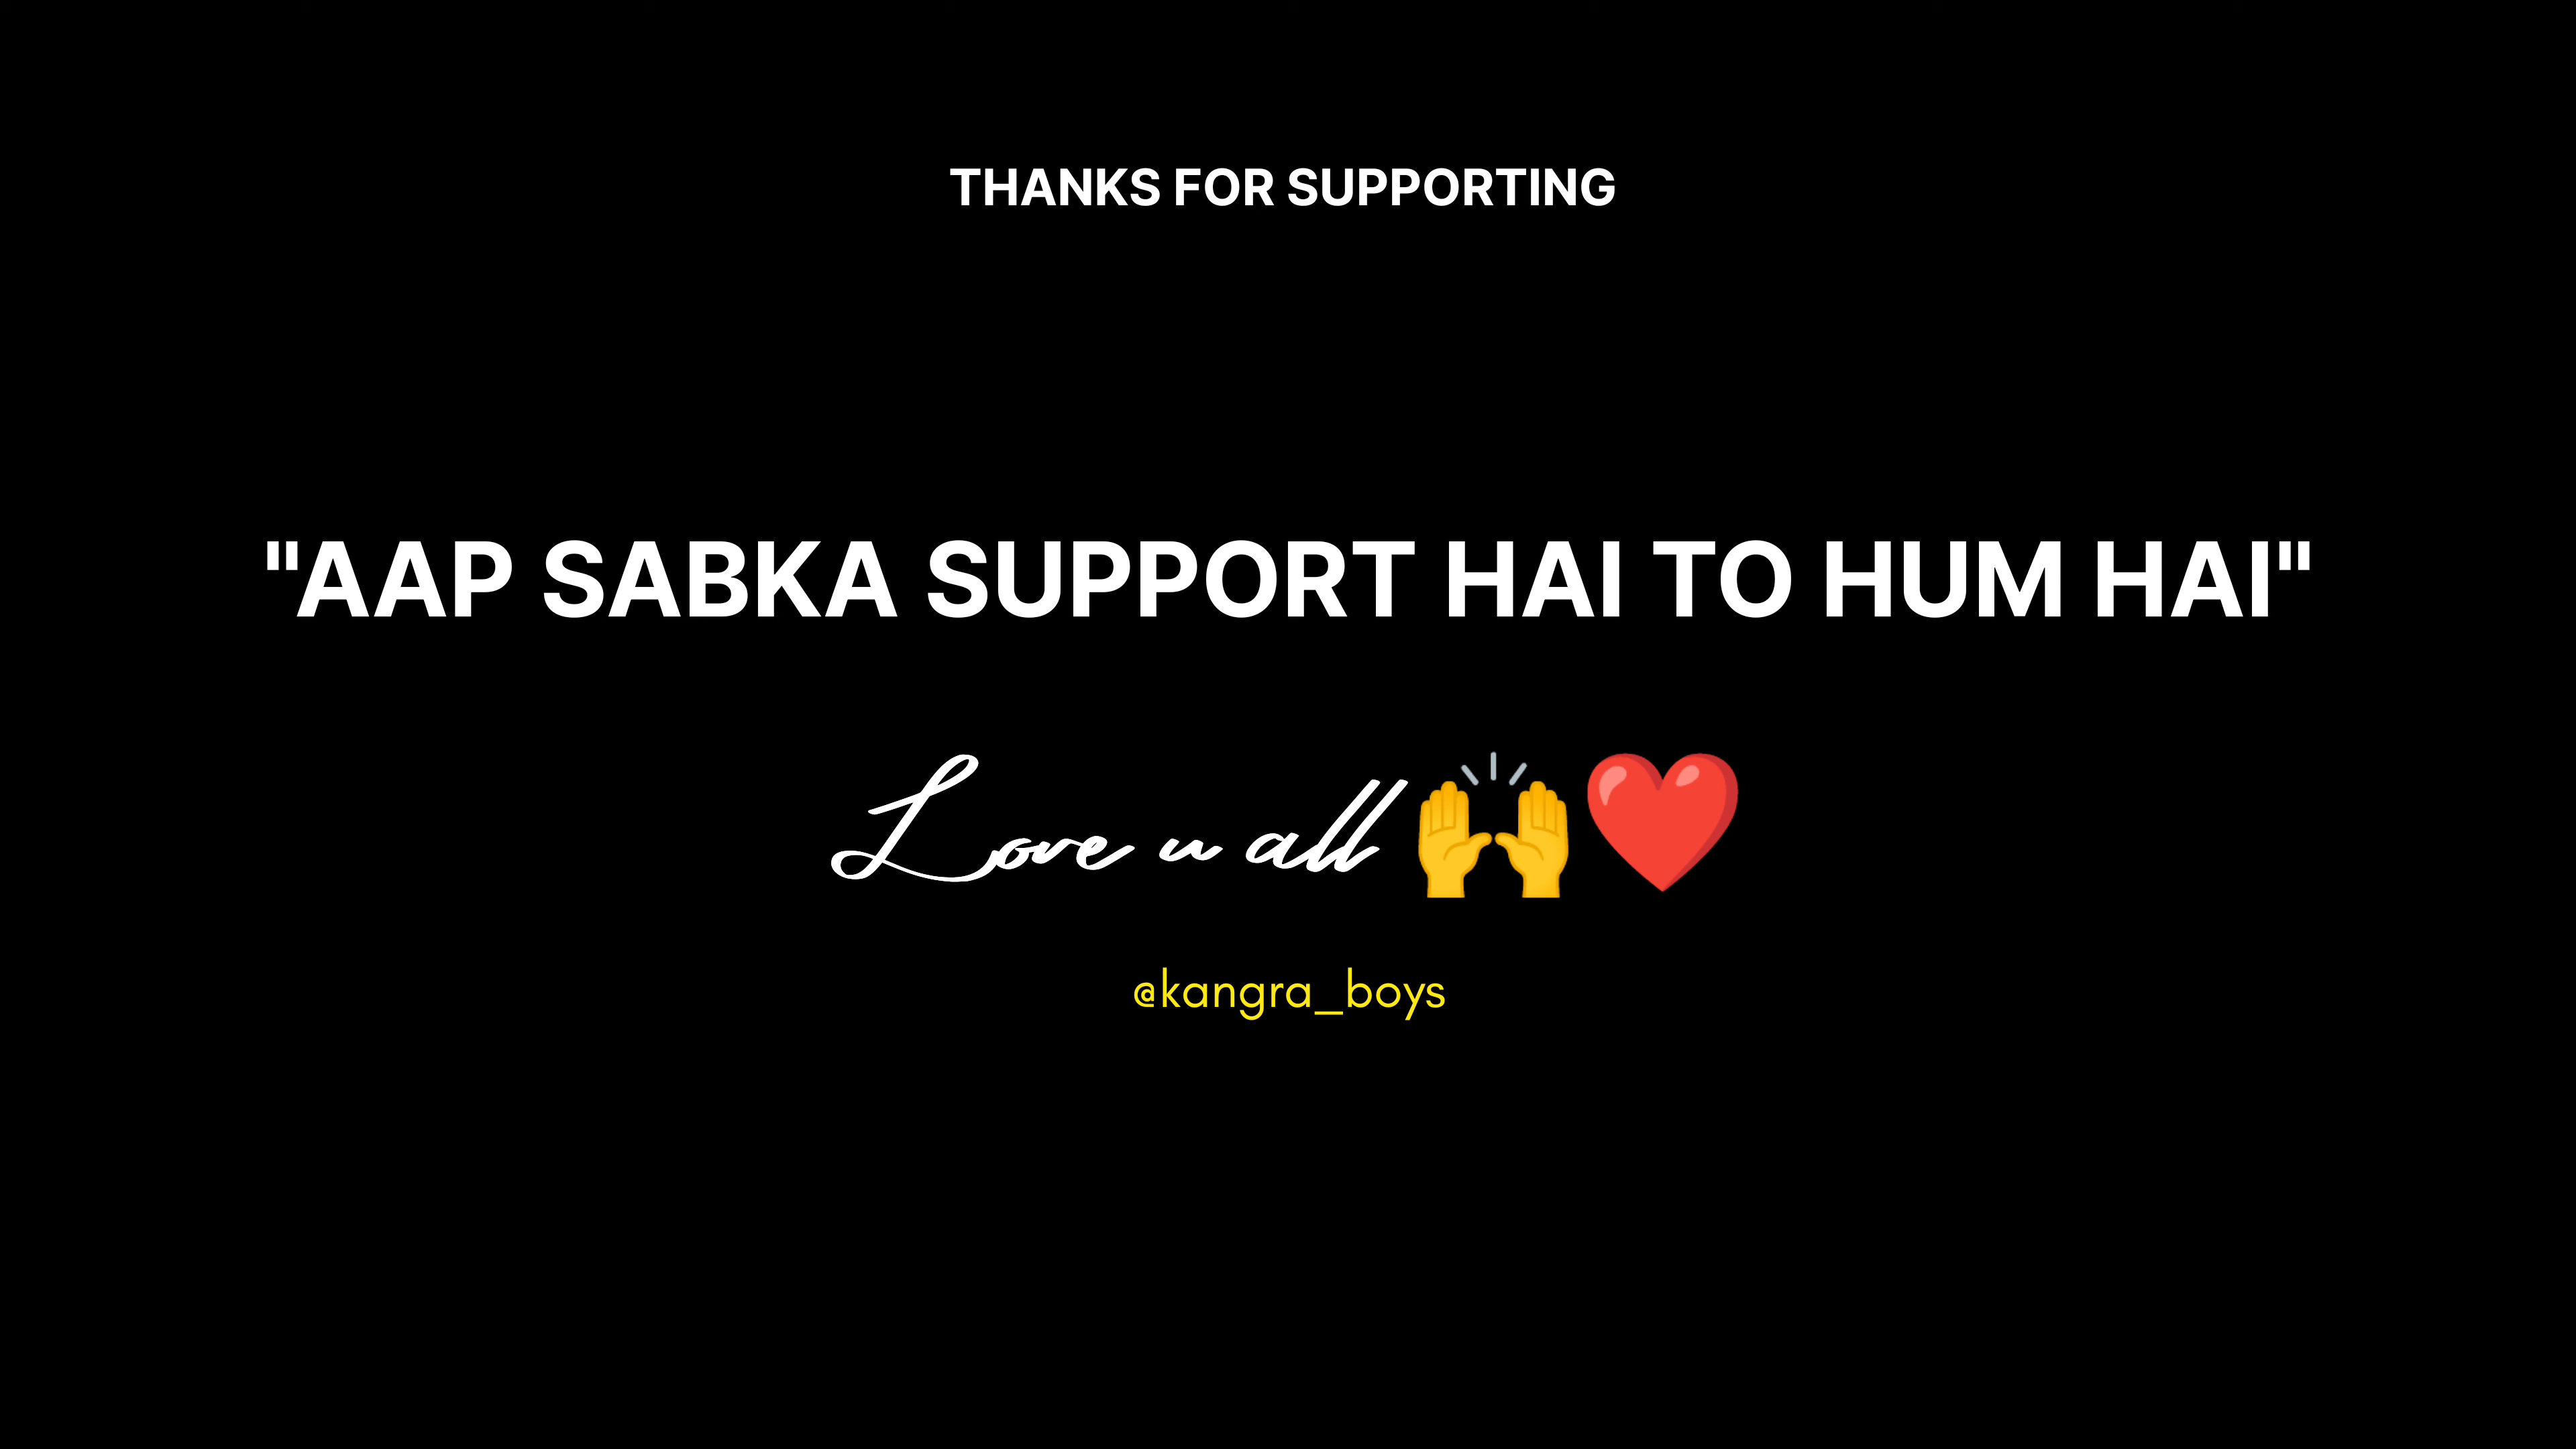 THANKS FOR SUPPORTING
"AAP SABKA SUPPORT HAI TO HUM HAI"
Love u all 🙌❤️
@kangra_boys